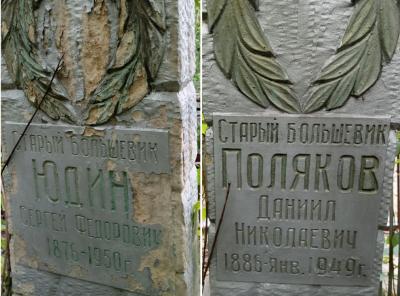 Старый Большевик
Юдин
Сергей Федорович
1876-1950г.
Старый Большевик
Поляков
Даниил
Николаевич
1886-Янв.1949г.